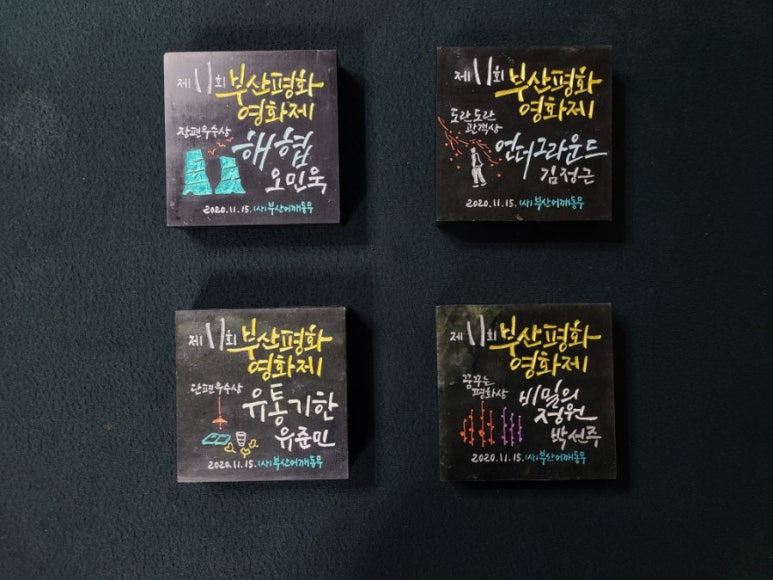 제11회 부산평화
영화제
장편우수상
해협
오민욱
2020.11.15. (사)부산어깨동무
제11회 부산평화
영화제
도란도란
관객상
언더그라운드
김정근
2020.11.15. (사)부산어깨동무
제11회 부산평화
영화제
단편우수상
유통기한
유준민
2020.11.15. (사)부산어깨동무
제11회 부산평화
영화제
꿈꾸는
평화상
비밀의
정원
박선주
2020.11.15. (사)부산어깨동무